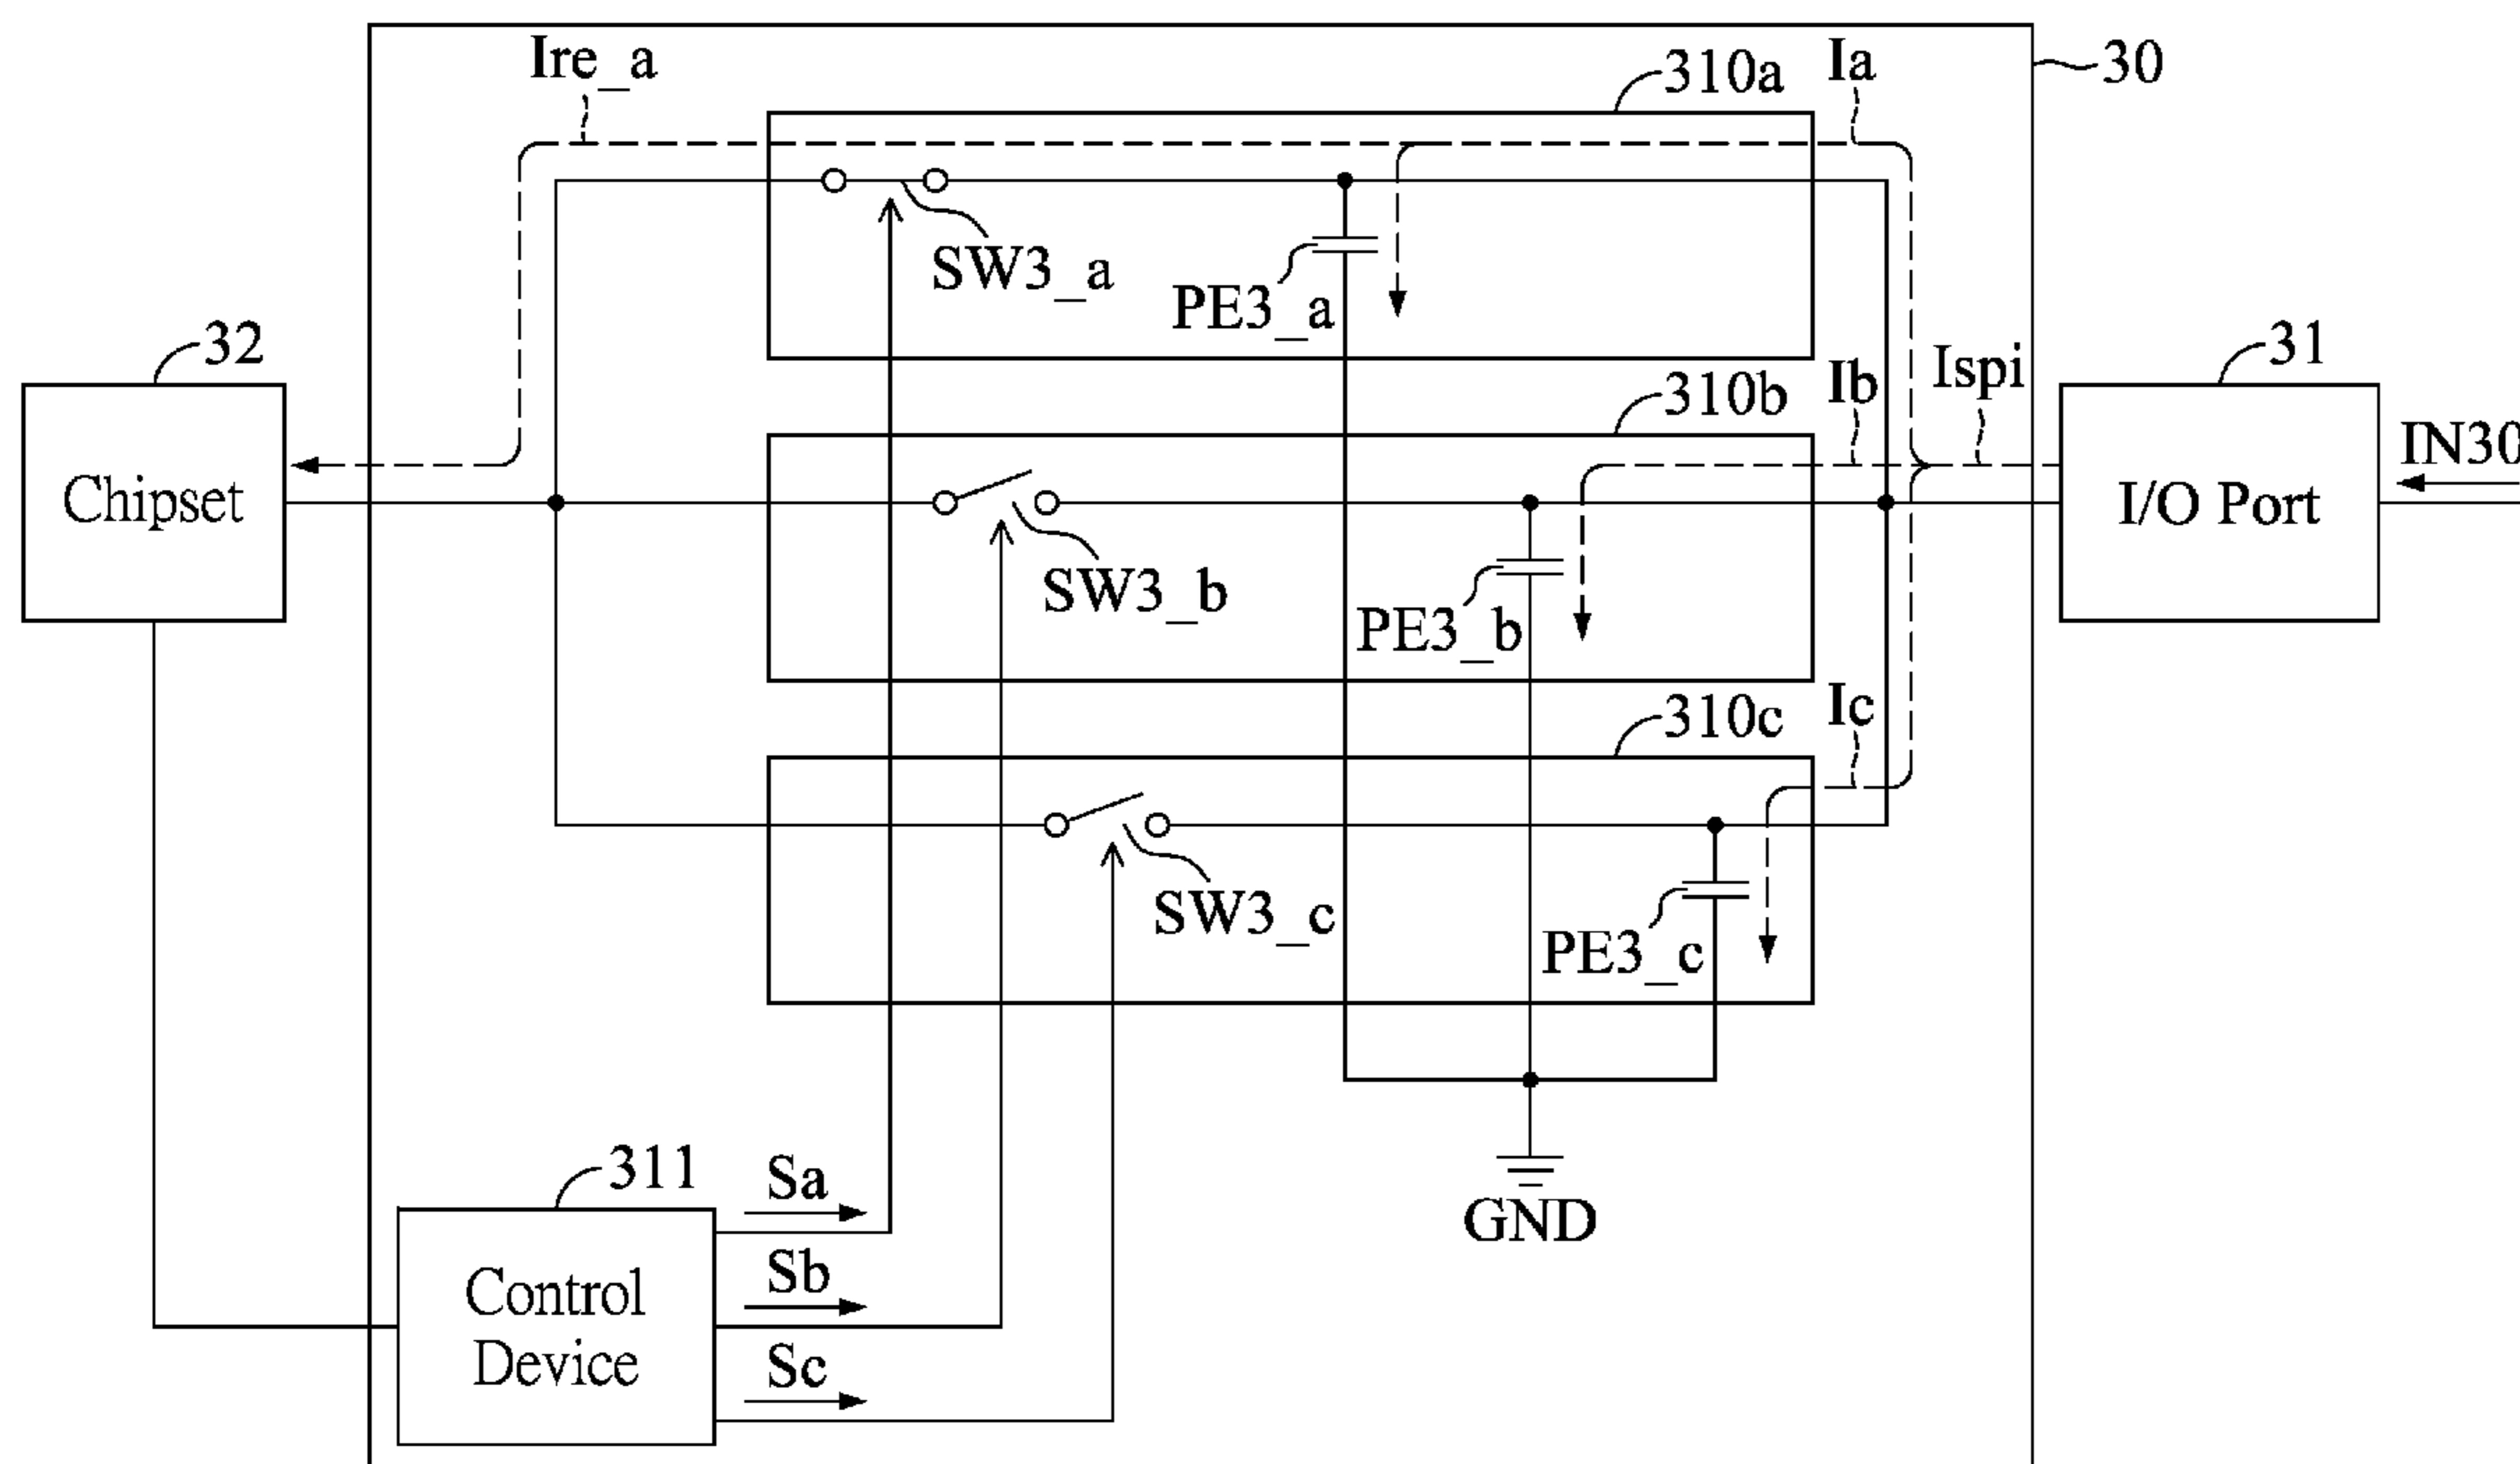 Ire_a
310a
Ia
30
SW3_a
PE3_a
32
310b
Ib
Ispi
31
Chipset
I/O Port
IN30
SW3_b
PE3_b
310c
Ic
SW3_c
PE3_c
311
Sa
GND
Control
Device
Sb
Sc